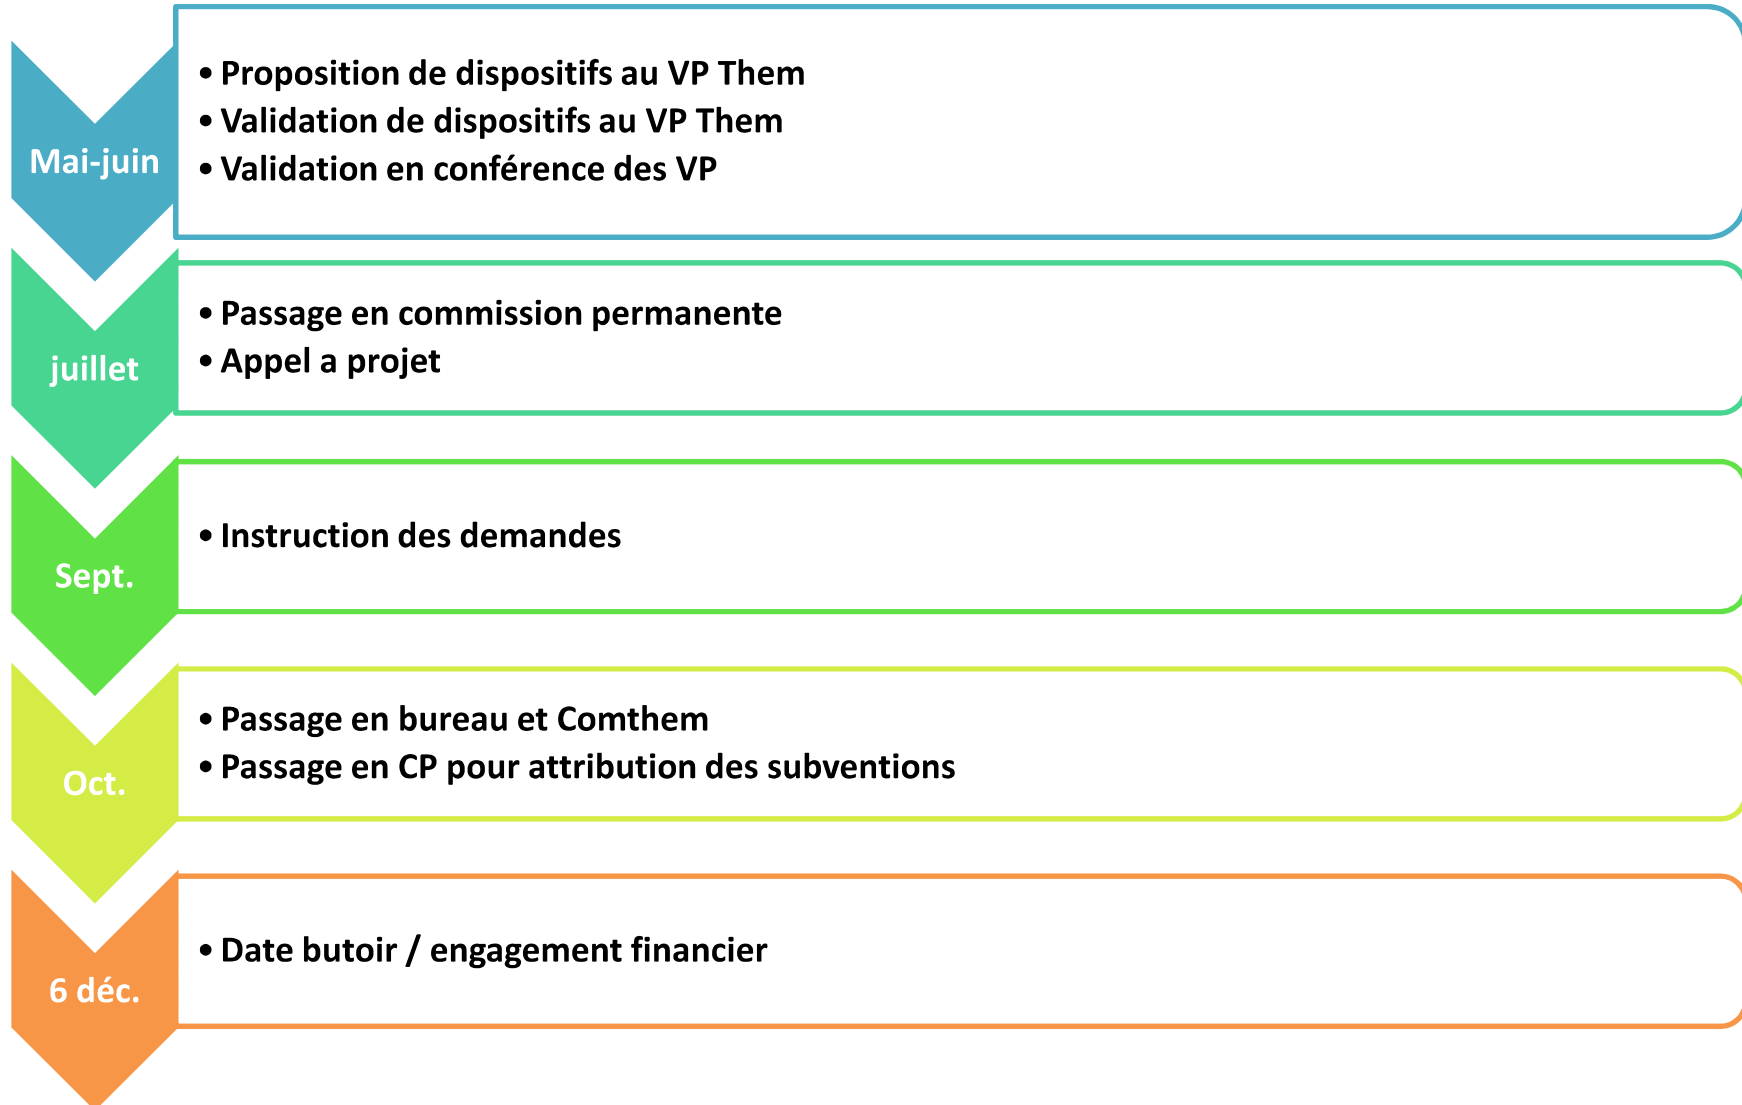 Mai-juin
• Proposition de dispositifs au VP Them
• Validation de dispositifs au VP Them
• Validation en conférence des VP
juillet
• Passage en commission permanente
• Appel a projet
Sept.
• Instruction des demandes
Oct.
• Passage en bureau et Comthem
• Passage en CP pour attribution des subventions
6 déc.
• Date butoir / engagement financier